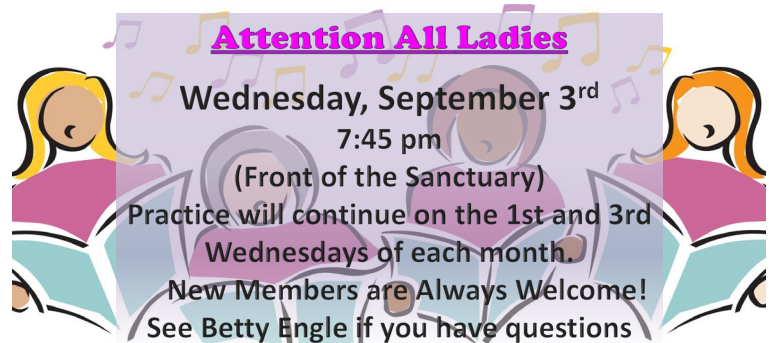 Attention All Ladies
Wednesday, September 3rd
7:45 pm
(Front of the Sanctuary)
Practice will continue on the 1st and 3rd
Wednesdays of each month.
New Members are Always Welcome!
See Betty Engle if you have questions